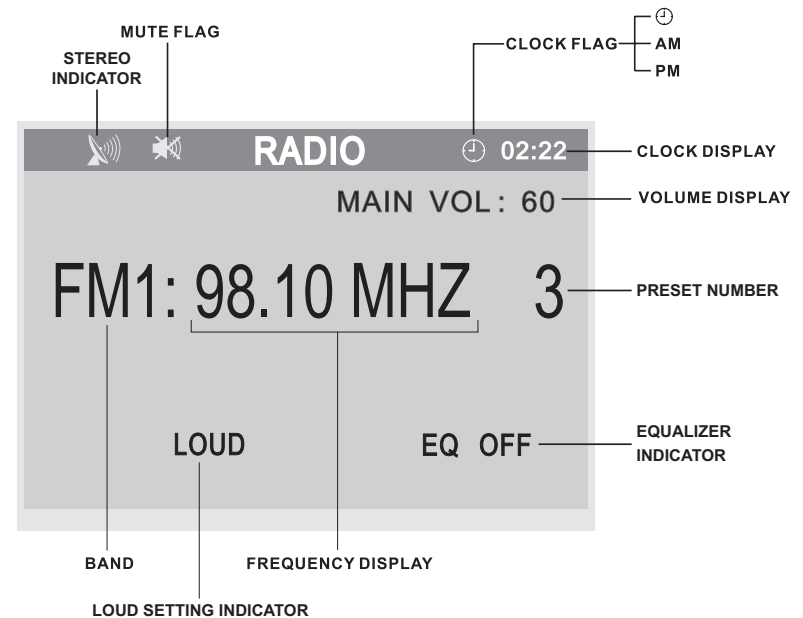 MUTE FLAG
STEREO
INDICATOR
CLOCK FLAG
AM
PM
RADIO
02:22
CLOCK DISPLAY
MAIN VOL: 60
VOLUME DISPLAY
FM1: 98.10 MHZ 3
PRESET NUMBER
LOUD
EQ OFF
EQUALIZER
INDICATOR
BAND
FREQUENCY DISPLAY
LOUD SETTING INDICATOR